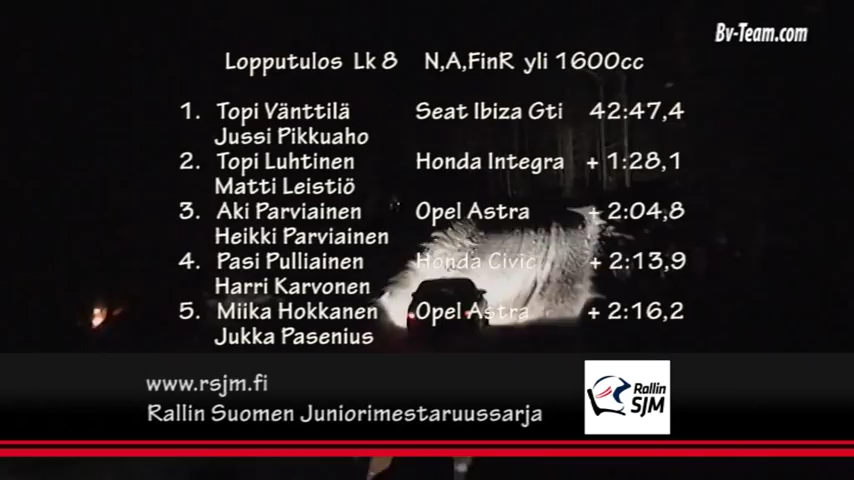 Bv-Team.com
Lopputulos Lk 8 N,A,FinR yli 1600cc
1. Topi Vänttilä Seat Ibiza Gti 42:47,4
Jussi Pikkuaho
2. Topi Luhtinen Honda Integra + 1:28,1
Matti Leistiö
3. Aki Parviainen Opel Astra + 2:04,8
Heikki Parviainen
4. Pasi Pulliainen Honda Civic + 2:13,9
Harri Karvonen
5. Miika Hokkanen Opel Astra + 2:16,2
Jukka Pasenius
www.rsjm.fi
Rallin Suomen Juniorimestaruussarja
Rallin
SJM